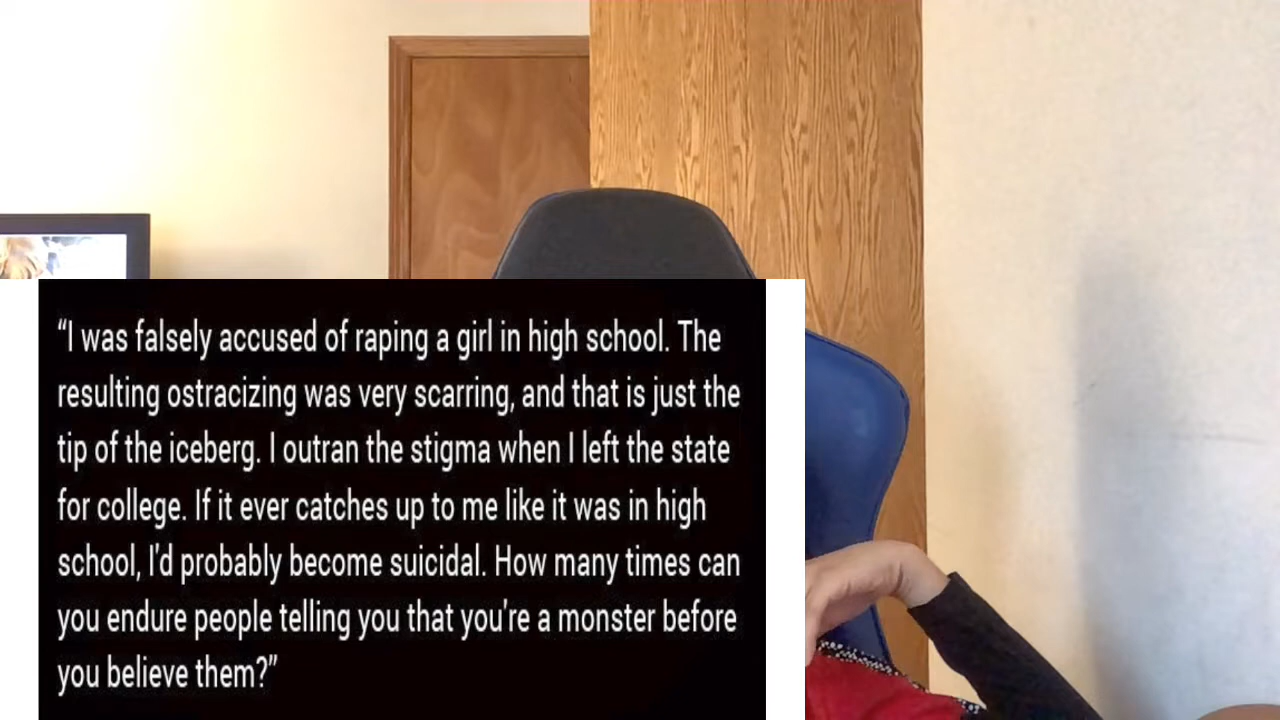 “I was falsely accused of raping a girl in high school. The
resulting ostracizing was very scarring, and that is just the
tip of the iceberg. I outran the stigma when I left the state
for college. If it ever catches up to me like it was in high
school, I'd probably become suicidal. How many times can
you endure people telling you that you're a monster before
you believe them?”